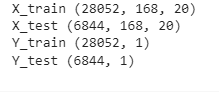 X_train (28052, 168, 20)
X_test (6844, 168, 20)
Y_train (28052, 1)
Y_test (6844, 1)